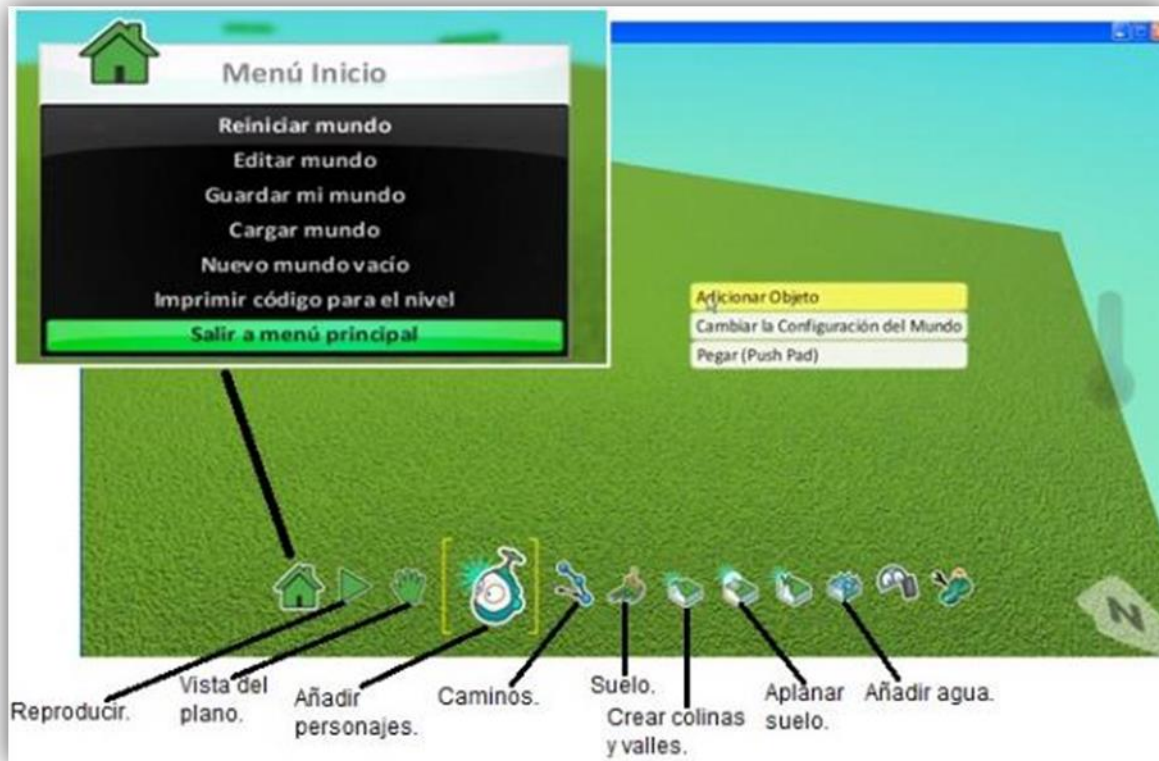 Menú Inicio
Reiniciar mundo
Editar mundo
Guardar mi mundo
Cargar mundo
Nuevo mundo vacío
Imprimir código para el nivel
Salir a menú principal
Adicionar Objeto
Cambiar la Configuración del Mundo
Pegar (Push Pad)
N
Reproducir.
Vista del
plano.
Añadir
personajes.
Caminos.
Suelo.
Crear colinas
y valles.
Aplanar
suelo.
Añadir agua.